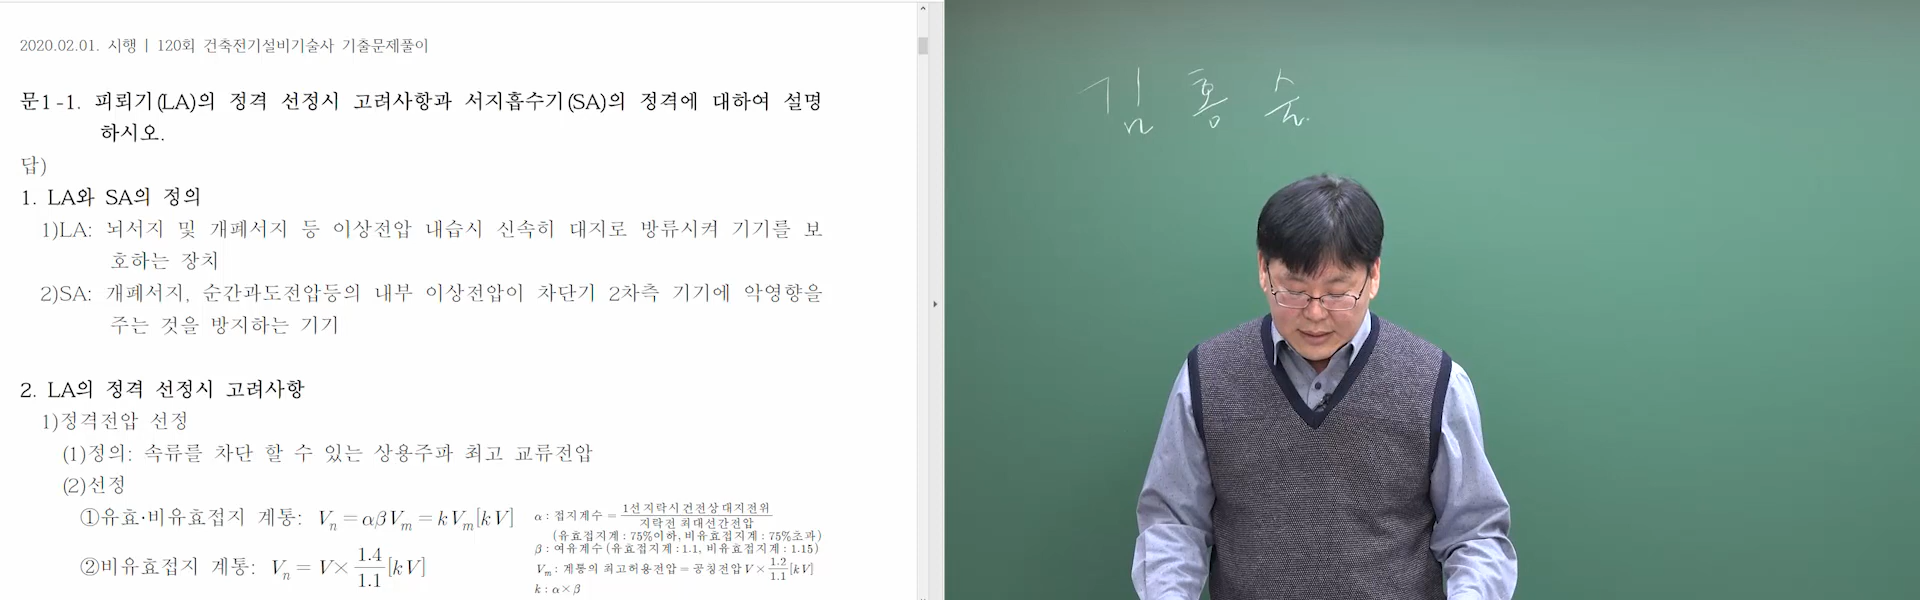 2020.02.01. 시행 | 120회 건축전기설비기술사 기출문제풀이
문1-1. 피뢰기(LA)의 정격 선정시 고려사항과 서지흡수기(SA)의 정격에 대하여 설명
하시오.
답)
1. LA와 SA의 정의
1)LA: 뇌서지 및 개폐서지 등 이상전압 내습시 신속히 대지로 방류시켜 기기를 보
호하는 장치
2)SA: 개폐서지, 순간과도전압등의 내부 이상전압이 차단기 2차측 기기에 악영향을
주는 것을 방지하는 기기
2. LA의 정격 선정시 고려사항
1)정격전압 선정
(1)정의: 속류를 차단 할 수 있는 상용주파 최고 교류전압
(2)선정
①유효·비유효접지 계통: Vn = αβVm = kVm[kV]
②비유효접지 계통: Vn = V× 1.4/1.1 [kV]
α : 접지계수 = 1선지락시건전상대지전위 / 지락전 최대선간전압
(유효접지계 : 75%이하, 비유효접지계 : 75%초과)
β : 여유계수 (유효접지계 : 1.1, 비유효접지계 : 1.15)
Vm : 계통의 최고허용전압 = 공칭전압 V × 1.2/1.1 [kV]
k : α × β
김 홍 숭